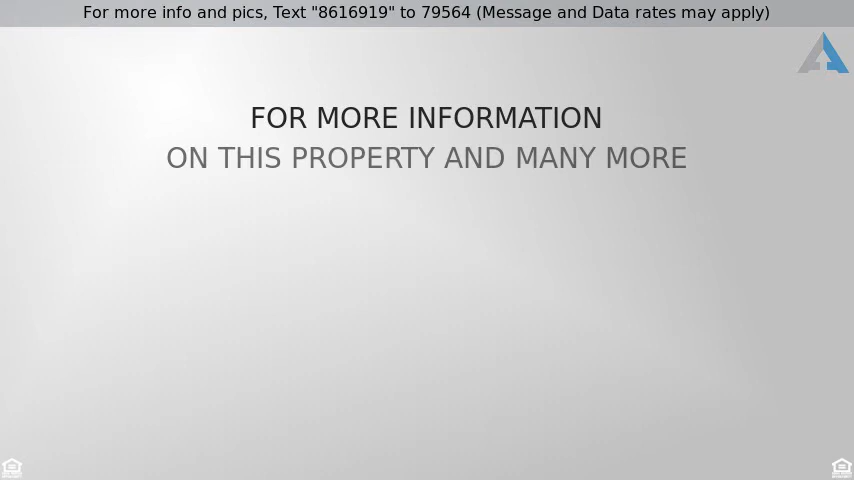 For more info and pics, Text "8616919" to 79564 (Message and Data rates may apply)
FOR MORE INFORMATION
ON THIS PROPERTY AND MANY MORE